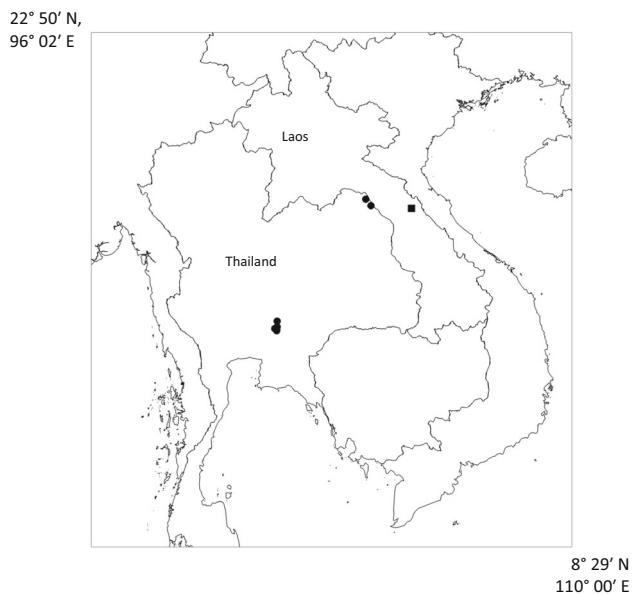 22° 50′ N,
96° 02′ E
Laos
Thailand
8° 29′ N
110° 00′ E